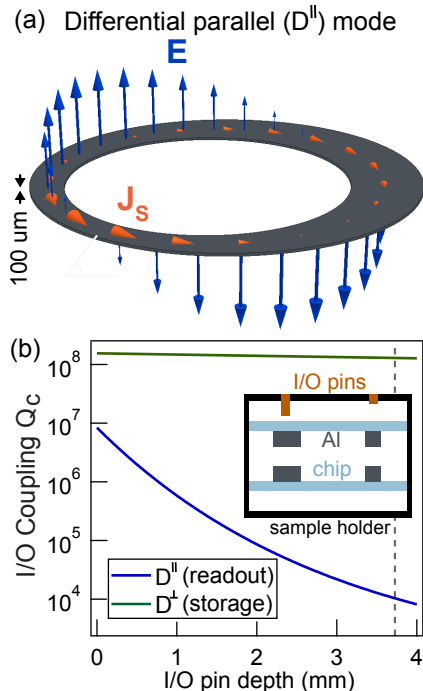 (a) Differential parallel (D||) mode
E
100 um
J_S
(b)
I/O Coupling Q_C
10^8
10^7
10^6
10^5
10^4
I/O pins
Al
chip
sample holder
D^|| (readout)
D^⊥ (storage)
0
1
2
3
4
I/O pin depth (mm)